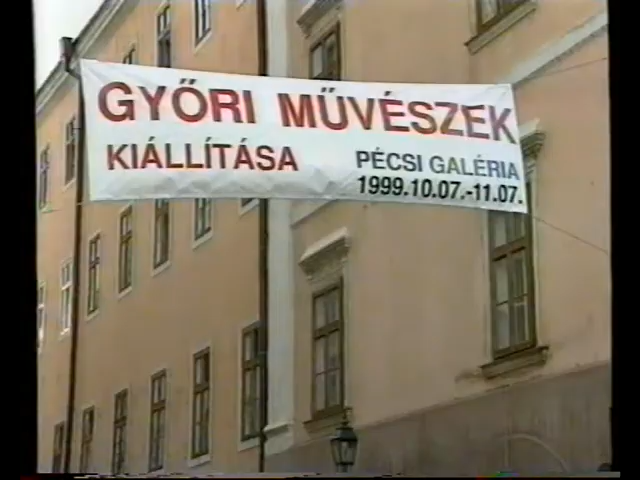 GYŐRI MŰVÉSZEK
KIÁLLÍTÁSA
PÉCSI GALÉRIA
1999.10.07.-11.07.